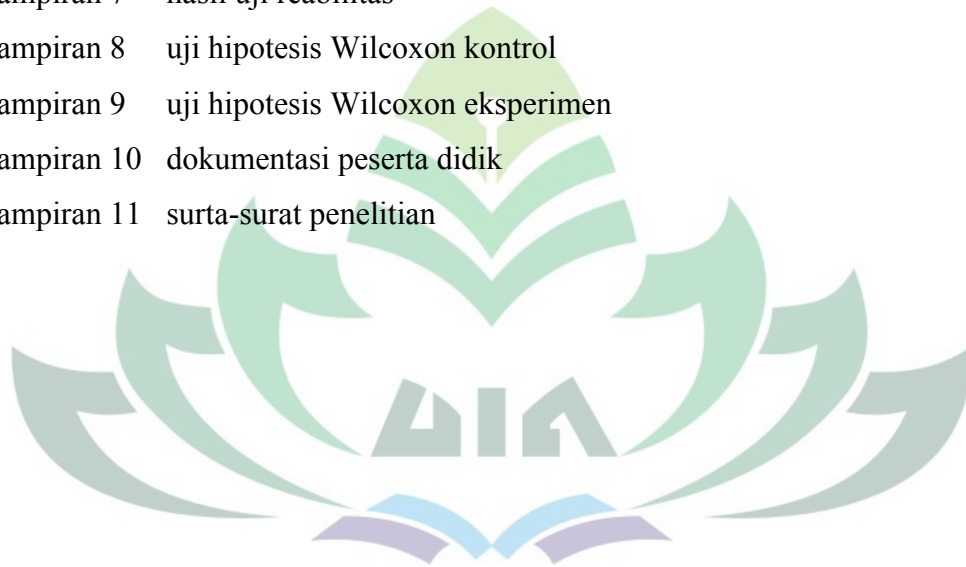 ampiran 7 hasil uji reabilitas
ampiran 8 uji hipotesis Wilcoxon kontrol
ampiran 9 uji hipotesis Wilcoxon eksperimen
ampiran 10 dokumentasi peserta didik
ampiran 11 surta-surat penelitian
UIN